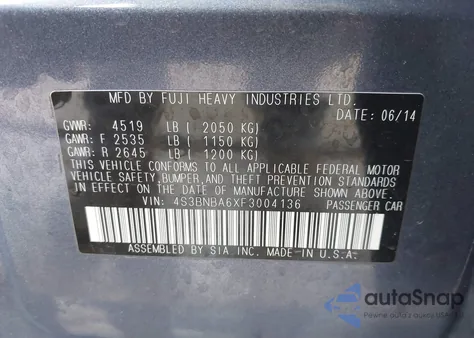 MFD BY FUJI HEAVY INDUSTRIES LTD.
DATE: 06/14
GVWR: 4519 LB ( 2050 KG)
GAWR: F 2535 LB ( 1150 KG)
GAWR: R 2645 LB ( 1200 KG)
THIS VEHICLE CONFORMS TO ALL APPLICABLE FEDERAL MOTOR
VEHICLE SAFETY, BUMPER, AND THEFT PREVENTION STANDARDS
IN EFFECT ON THE DATE OF MANUFACTURE SHOWN ABOVE.
VIN: 4S3BNBA6XF3004136 PASSENGER CAR
ASSEMBLED BY SIA INC. IN U.S.A.
autoSnap
Pewne auta z USA